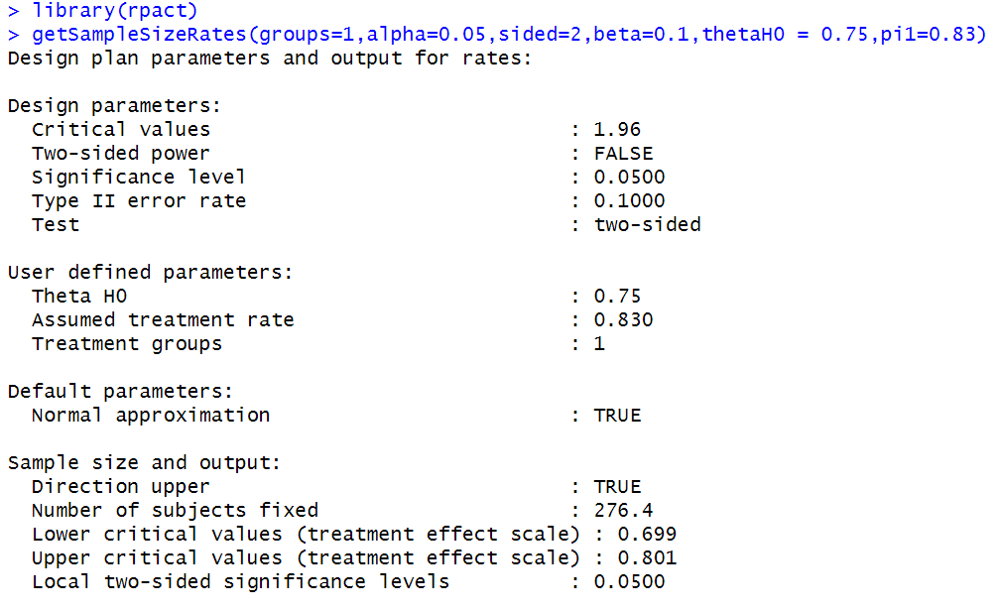 > library(rpact)
> getSampleSizeRates(groups=1,alpha=0.05,sided=2,beta=0.1,thetaH0 = 0.75,pi1=0.83)
Design plan parameters and output for rates:

Design parameters:
  Critical values                              : 1.96
  Two-sided power                              : FALSE
  Significance level                           : 0.0500
  Type II error rate                           : 0.1000
  Test                                         : two-sided

User defined parameters:
  Theta H0                                     : 0.75
  Assumed treatment rate                       : 0.830
  Treatment groups                             : 1

Default parameters:
  Normal approximation                         : TRUE

Sample size and output:
  Direction upper                              : TRUE
  Number of subjects fixed                     : 276.4
  Lower critical values (treatment effect scale) : 0.699
  Upper critical values (treatment effect scale) : 0.801
  Local two-sided significance levels          : 0.0500